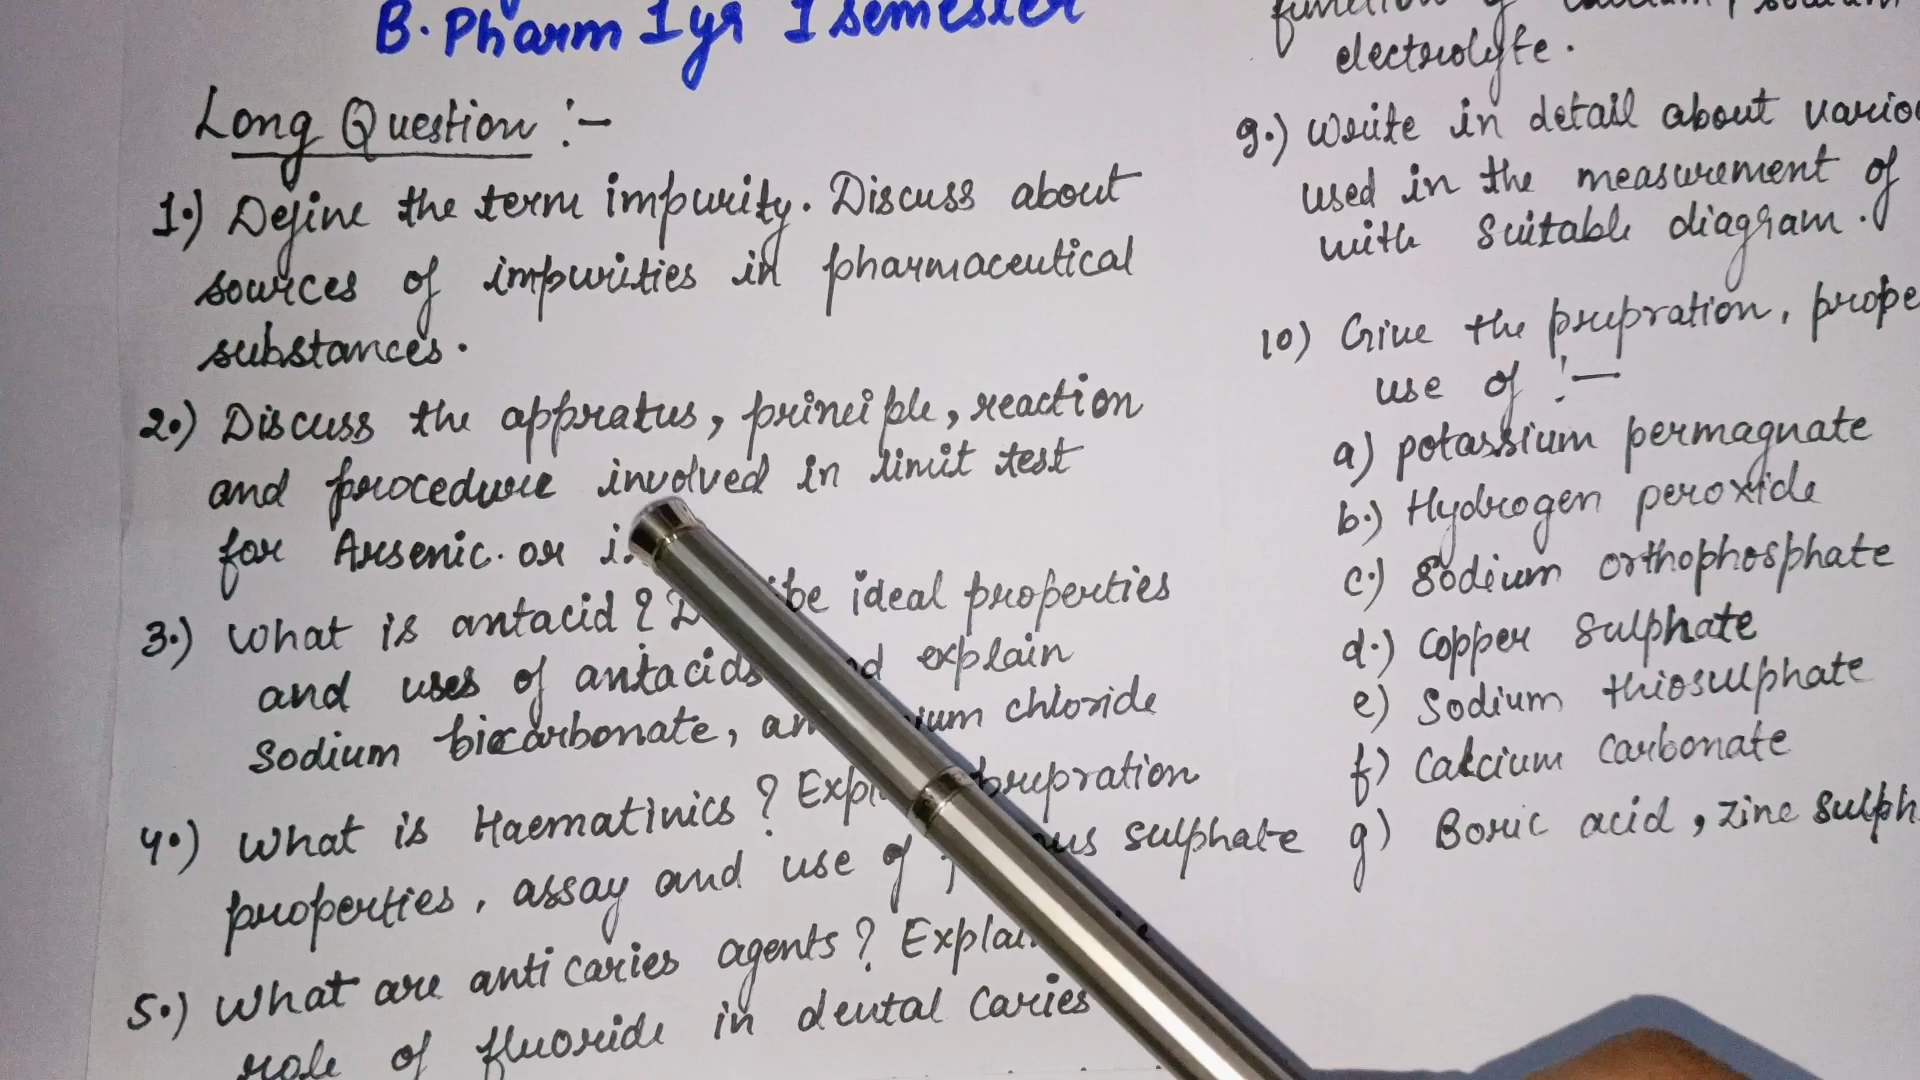 B. Pharm 1 yr I semester
Long Question :-
1.) Define the term impurity. Discuss about
sources of impurities in pharmaceutical
substances.
2.) Discuss the appratus, principle, reaction
and procedure involved in limit test
for Arsenic. or
3.) What is antacid? ideal properties
and uses of antacids explain
Sodium bicarbonate, chloride
4.) What is Haematinics? prepration
properties, assay and use of sulphate
5.) What are anti caries agents?
role of fluoride in dental caries
electrolyte.
9.) Write in detail about
used in the measurement of
with suitable diagram.
10) Give the prepration,
use of :-
a) potassium permagnate
b.) Hydrogen peroxide
c.) Sodium orthophosphate
d.) Copper Sulphate
e) Sodium thiosulphate
f) Calcium Carbonate
g) Boric acid, zinc